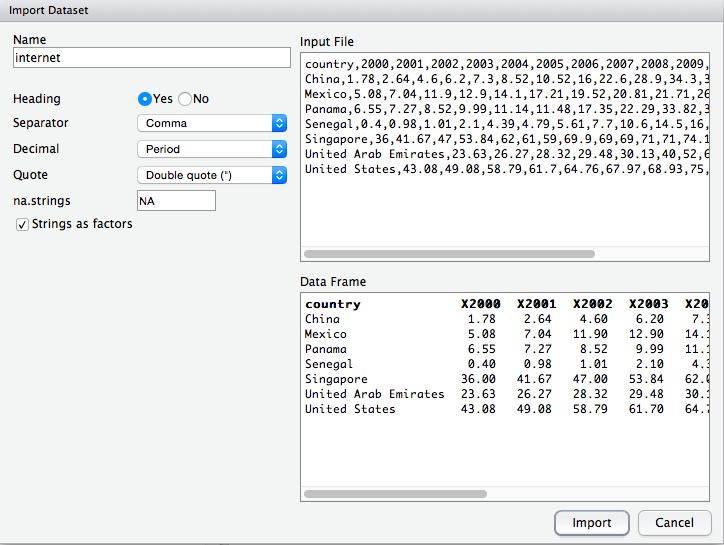 Import Dataset
Name
internet
Heading
Yes No
Separator
Comma
Decimal
Period
Quote
Double quote (")
na.strings
NA
Strings as factors
Input File
country,2000,2001,2002,2003,2004,2005,2006,2007,2008,2009,
China,1.78,2.64,4.6,6.2,7.3,8.52,10.52,16,22.6,28.9,34.3,3
Mexico,5.08,7.04,11.9,12.9,14.1,17.21,19.52,20.81,21.71,26
Panama,6.55,7.27,8.52,9.99,11.14,11.48,17.35,22.29,33.82,3
Senegal,0.4,0.98,1.01,2.1,4.39,4.79,5.61,7.7,10.6,14.5,16,
Singapore,36,41.67,47,53.84,62,61,59,69.9,69,69,71,71,74.1
United Arab Emirates,23.63,26.27,28.32,29.48,30.13,40,52,6
United States,43.08,49.08,58.79,61.7,64.76,67.97,68.93,75,
Data Frame
country X2000 X2001 X2002 X2003 X20
China 1.78 2.64 4.60 6.20 7.3
Mexico 5.08 7.04 11.90 12.90 14.1
Panama 6.55 7.27 8.52 9.99 11.1
Senegal 0.40 0.98 1.01 2.10 4.3
Singapore 36.00 41.67 47.00 53.84 62.0
United Arab Emirates 23.63 26.27 28.32 29.48 30.1
United States 43.08 49.08 58.79 61.70 64.7
Import Cancel